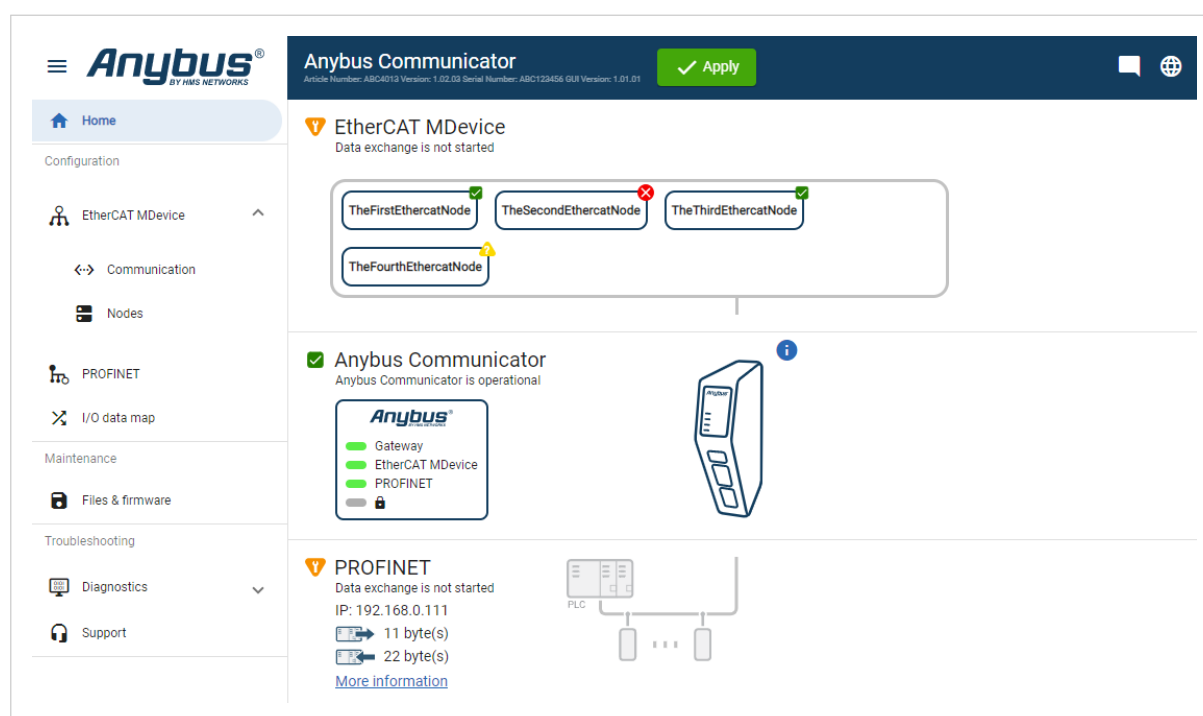 Anybus®
BY HMS NETWORKS
Anybus Communicator
Article Number: ABC4013 Version: 1.02.03 Serial Number: ABC123456 GUI Version: 1.01.01
Apply
Home
Configuration
EtherCAT MDevice
Communication
Nodes
PROFINET
I/O data map
Maintenance
Files & firmware
Troubleshooting
Diagnostics
Support
EtherCAT MDevice
Data exchange is not started
TheFirstEthercatNode
TheSecondEthercatNode
TheThirdEthercatNode
TheFourthEthercatNode
Anybus Communicator
Anybus Communicator is operational
Anybus®
BY HMS NETWORKS
Gateway
EtherCAT MDevice
PROFINET
Anybus
PROFINET
Data exchange is not started
IP: 192.168.0.111
11 byte(s)
22 byte(s)
More information
PLC